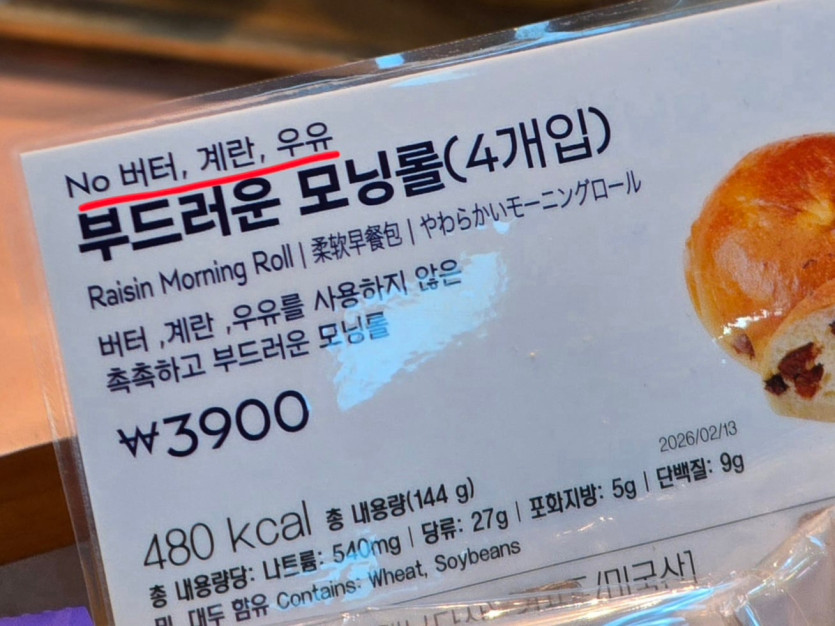 No 버터, 계란, 우유
부드러운 모닝롤(4개입)
Raisin Morning Roll | 柔软早餐包 | やわらかいモーニングロール
버터 ,계란 ,우유를 사용하지 않은
촉촉하고 부드러운 모닝롤
₩3900
2026/02/13
480 kcal 총 내용량(144 g)
총 내용량당: 나트륨: 540mg | 당류: 27g | 포화지방: 5g | 단백질: 9g
밀, 대두 함유 Contains: Wheat, Soybeans
/미국산]